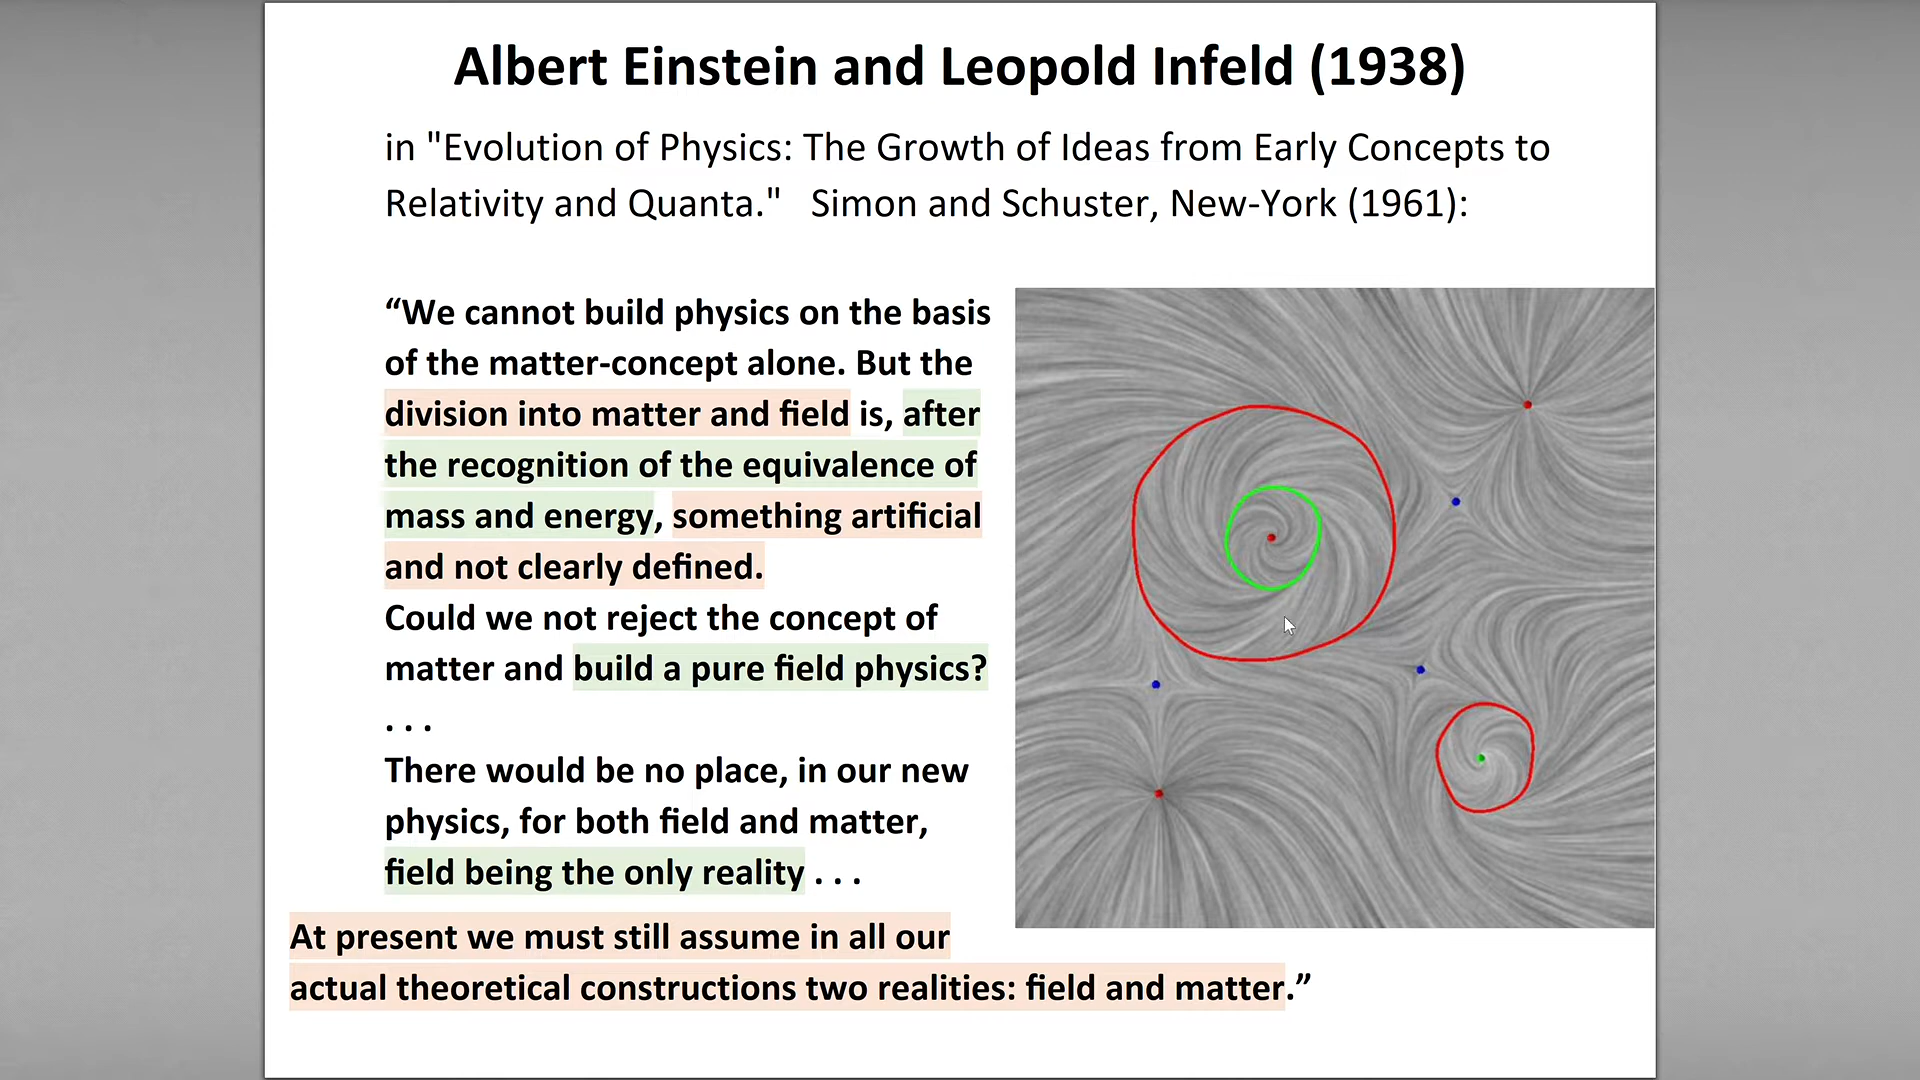 Albert Einstein and Leopold Infeld (1938)
in "Evolution of Physics: The Growth of Ideas from Early Concepts to
Relativity and Quanta."   Simon and Schuster, New-York (1961):
“We cannot build physics on the basis
of the matter-concept alone. But the
division into matter and field is, after
the recognition of the equivalence of
mass and energy, something artificial
and not clearly defined.
Could we not reject the concept of
matter and build a pure field physics?
. . .
There would be no place, in our new
physics, for both field and matter,
field being the only reality . . .
At present we must still assume in all our
actual theoretical constructions two realities: field and matter.”